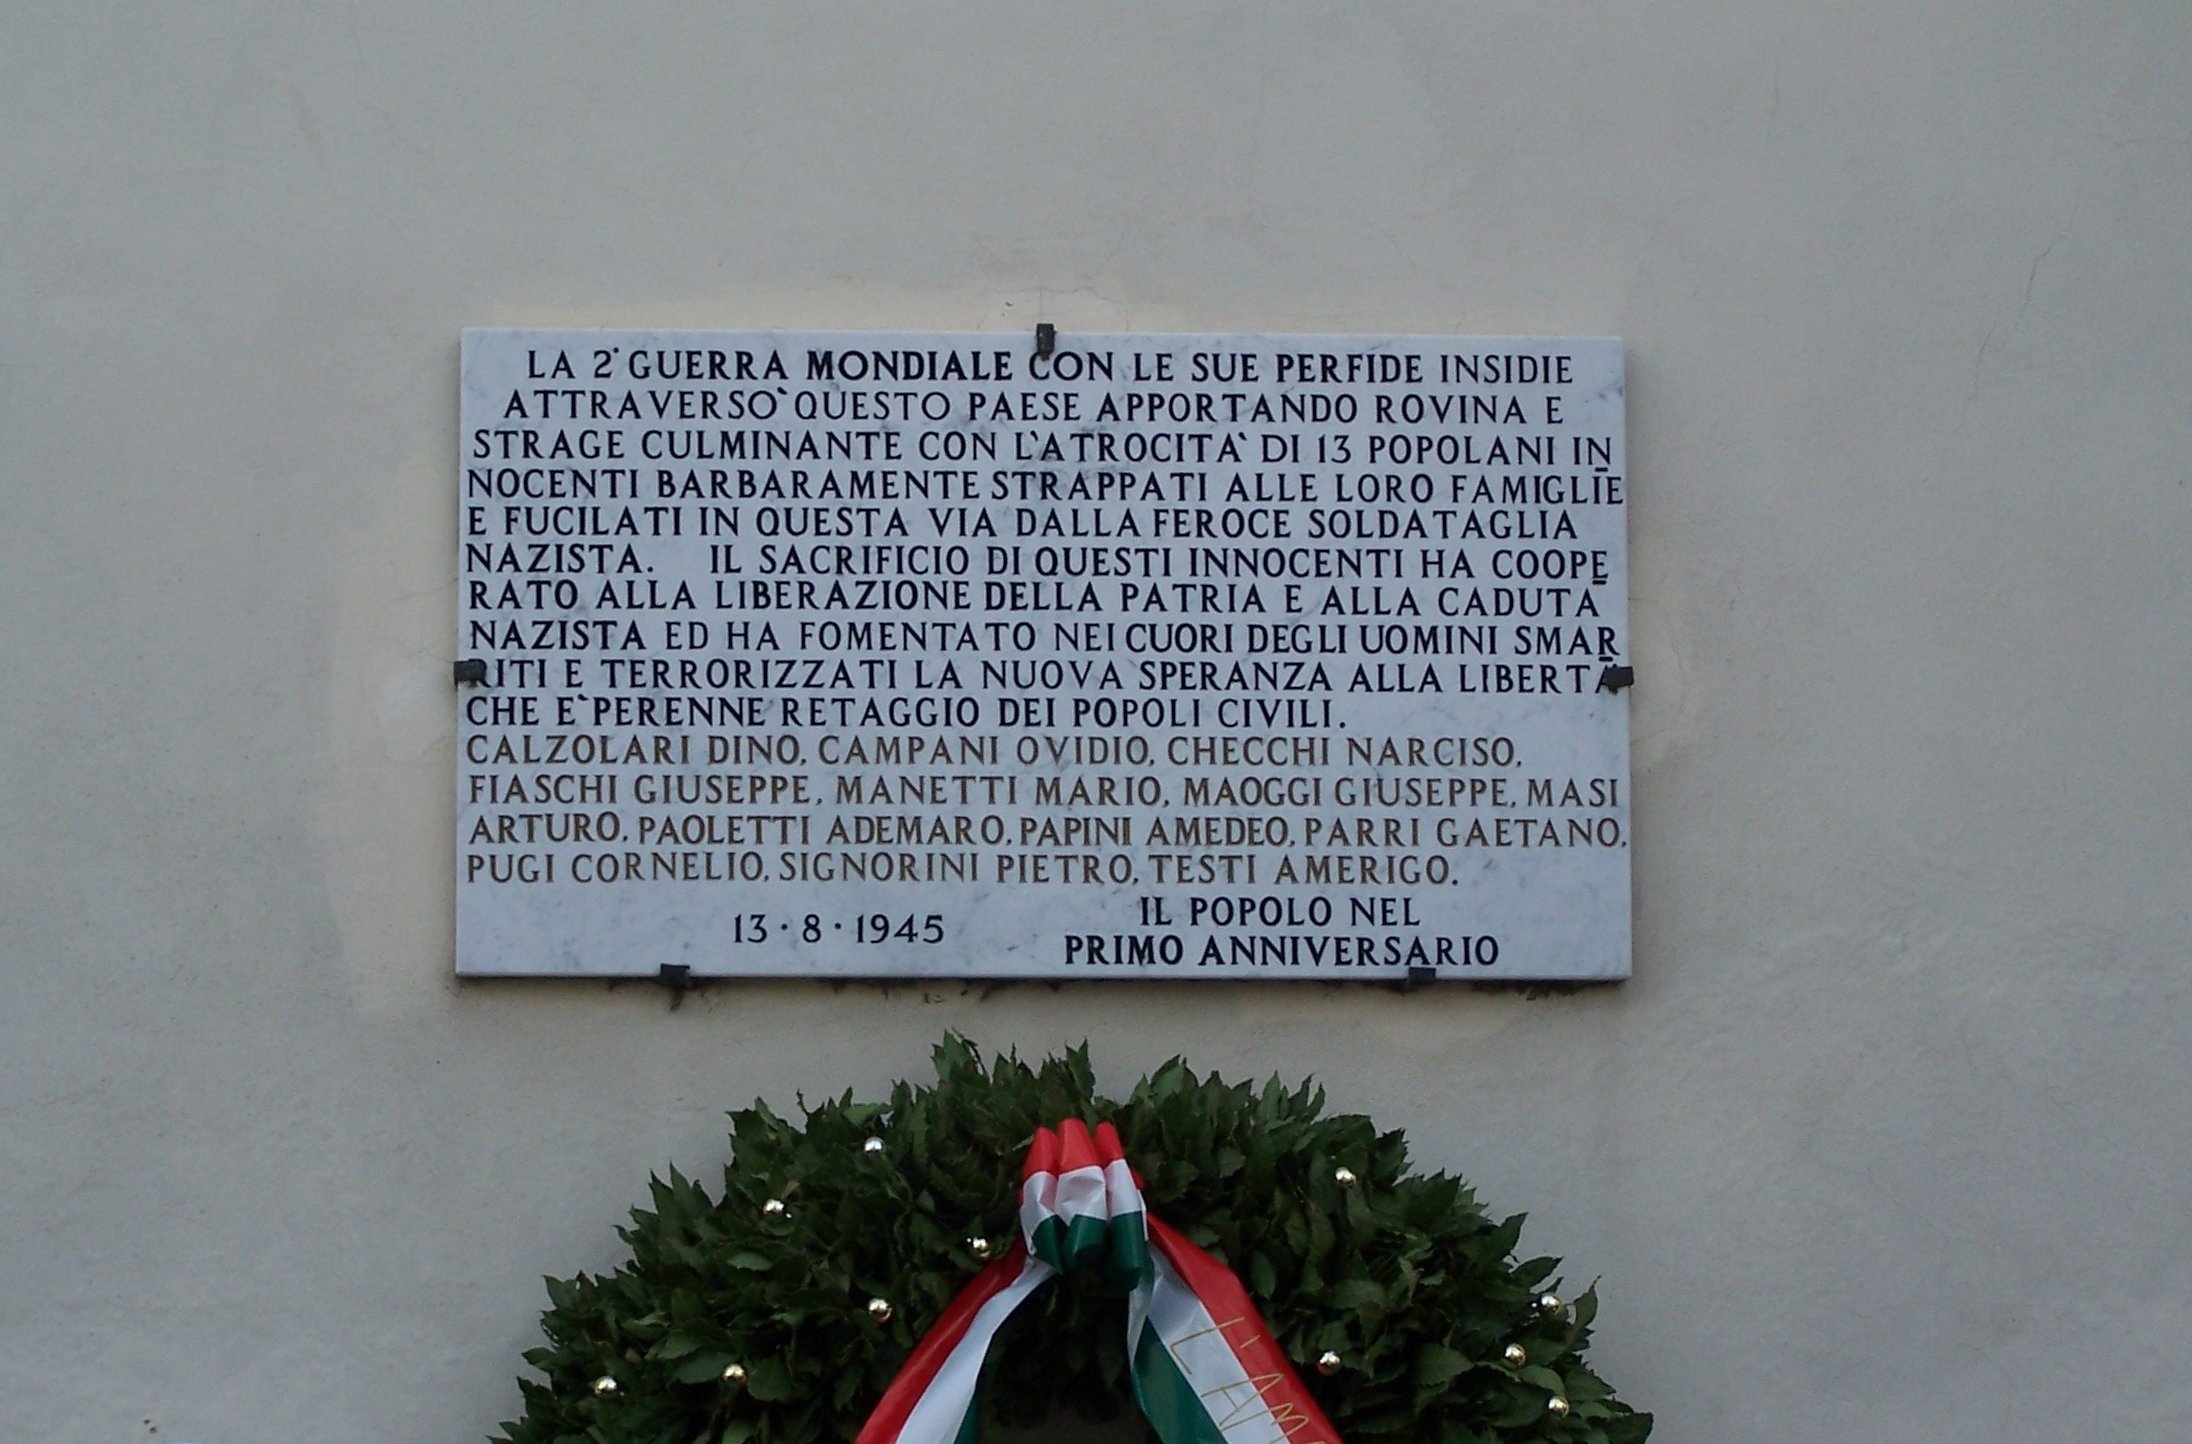 LA 2° GUERRA MONDIALE CON LE SUE PERFIDE INSIDIE
ATTRAVERSO` QUESTO PAESE APPORTANDO ROVINA E
STRAGE CULMINANTE CON L'ATROCITA` DI 13 POPOLANI IN
NOCENTI BARBARAMENTE STRAPPATI ALLE LORO FAMIGLIE
E FUCILATI IN QUESTA VIA DALLA FEROCE SOLDATAGLIA
NAZISTA. IL SACRIFICIO DI QUESTI INNOCENTI HA COOPE
RATO ALLA LIBERAZIONE DELLA PATRIA E ALLA CADUTA
NAZISTA ED HA FOMENTATO NEI CUORI DEGLI UOMINI SMAR
RITI E TERRORIZZATI LA NUOVA SPERANZA ALLA LIBERTÀ
CHE E` PERENNE RETAGGIO DEI POPOLI CIVILI.
CALZOLARI DINO, CAMPANI OVIDIO, CHECCHI NARCISO,
FIASCHI GIUSEPPE, MANETTI MARIO, MAOGGI GIUSEPPE, MASI
ARTURO, PAOLETTI ADEMARO, PAPINI AMEDEO, PARRI GAETANO,
PUGI CORNELIO, SIGNORINI PIETRO, TESTI AMERIGO.
13·8·1945
IL POPOLO NEL
PRIMO ANNIVERSARIO